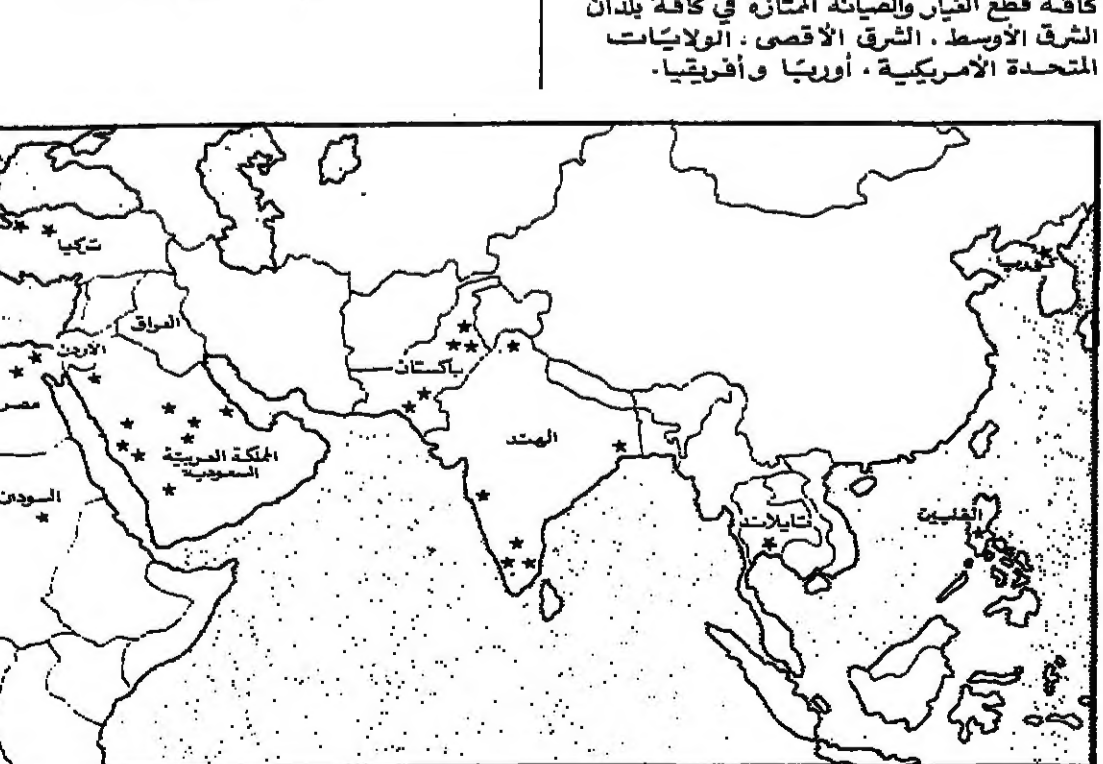 كافة قطع الغيار والصيانة الممتازة في كافة بلدان
الشرق الأوسط، الشرق الأقصى، الولايات
المتحدة الأمريكية، أوربا وأفريقيا.
تركيا
العراق
الأردن
باكستان
مصر
الهند
المملكة العربية
السعودية
السودان
تايلاند
الفلبين